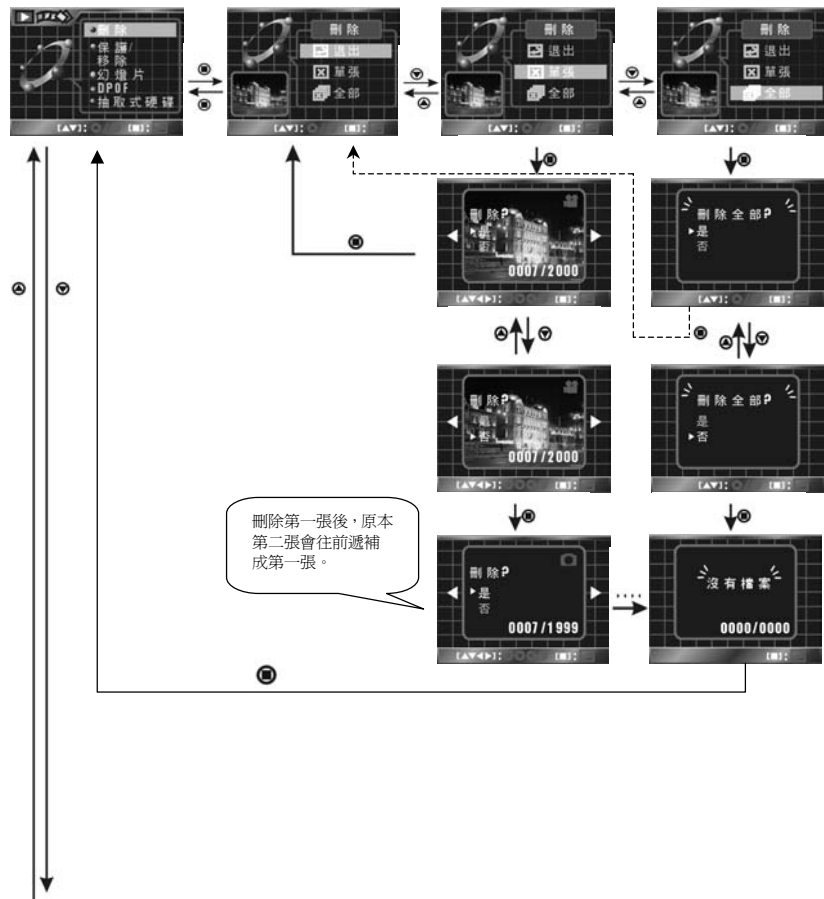 刪除
保護/
移除
幻燈片
DPOF
抽取式硬碟
[▲▼]:
[■]:
刪除
退出
單張
全部
[▲▼]:
[■]:
刪除
退出
單張
全部
[▲▼]:
[■]:
刪除
退出
單張
全部
[▲▼]:
[■]:
刪除?
▶是
否
0007/2000
[▲▼◀▶]:
[■]:
刪除全部?
▶是
否
[▲▼]:
[■]:
刪除?
是
▶否
0007/2000
[▲▼◀▶]:
[■]:
刪除全部?
是
▶否
[▲▼]:
[■]:
刪除第一張後，原本
第二張會往前遞補
成第一張。
刪除?
▶是
否
0007/1999
[▲▼◀▶]:
[■]:
沒有檔案
0000/0000
[■]: